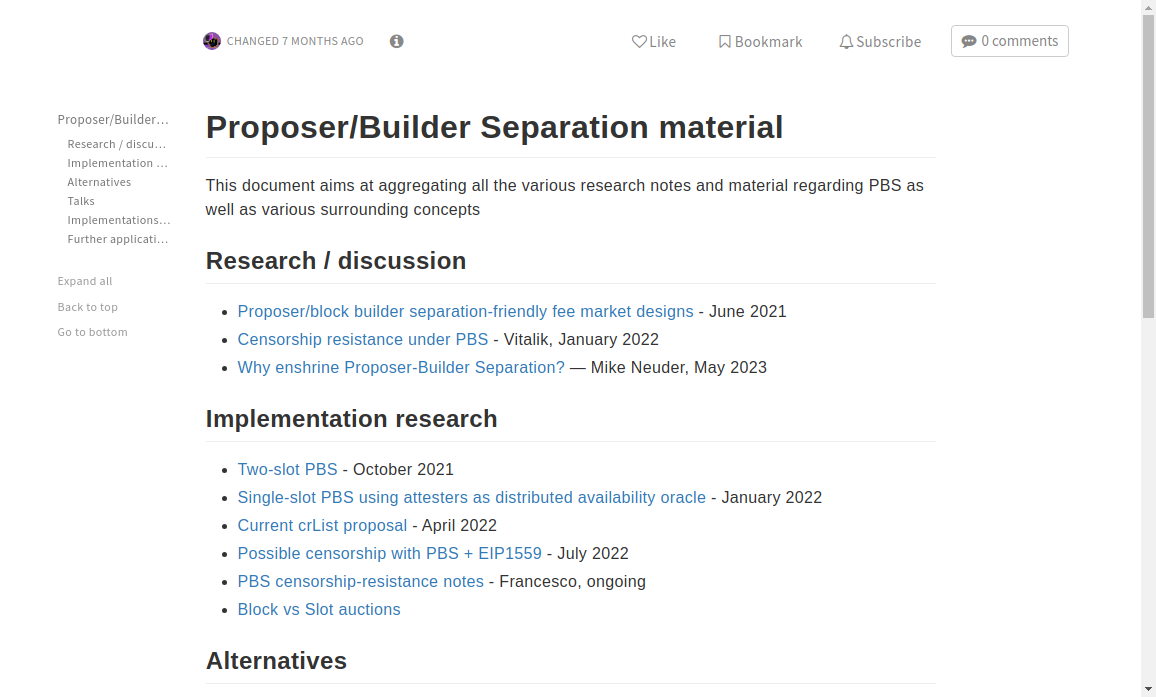 CHANGED 7 MONTHS AGO
Like
Bookmark
Subscribe
0 comments
Proposer/Builder…
Research / discu…
Implementation …
Alternatives
Talks
Implementations…
Further applicati…
Expand all
Back to top
Go to bottom
Proposer/Builder Separation material
This document aims at aggregating all the various research notes and material regarding PBS as
well as various surrounding concepts
Research / discussion
Proposer/block builder separation-friendly fee market designs - June 2021
Censorship resistance under PBS - Vitalik, January 2022
Why enshrine Proposer-Builder Separation? — Mike Neuder, May 2023
Implementation research
Two-slot PBS - October 2021
Single-slot PBS using attesters as distributed availability oracle - January 2022
Current crList proposal - April 2022
Possible censorship with PBS + EIP1559 - July 2022
PBS censorship-resistance notes - Francesco, ongoing
Block vs Slot auctions
Alternatives